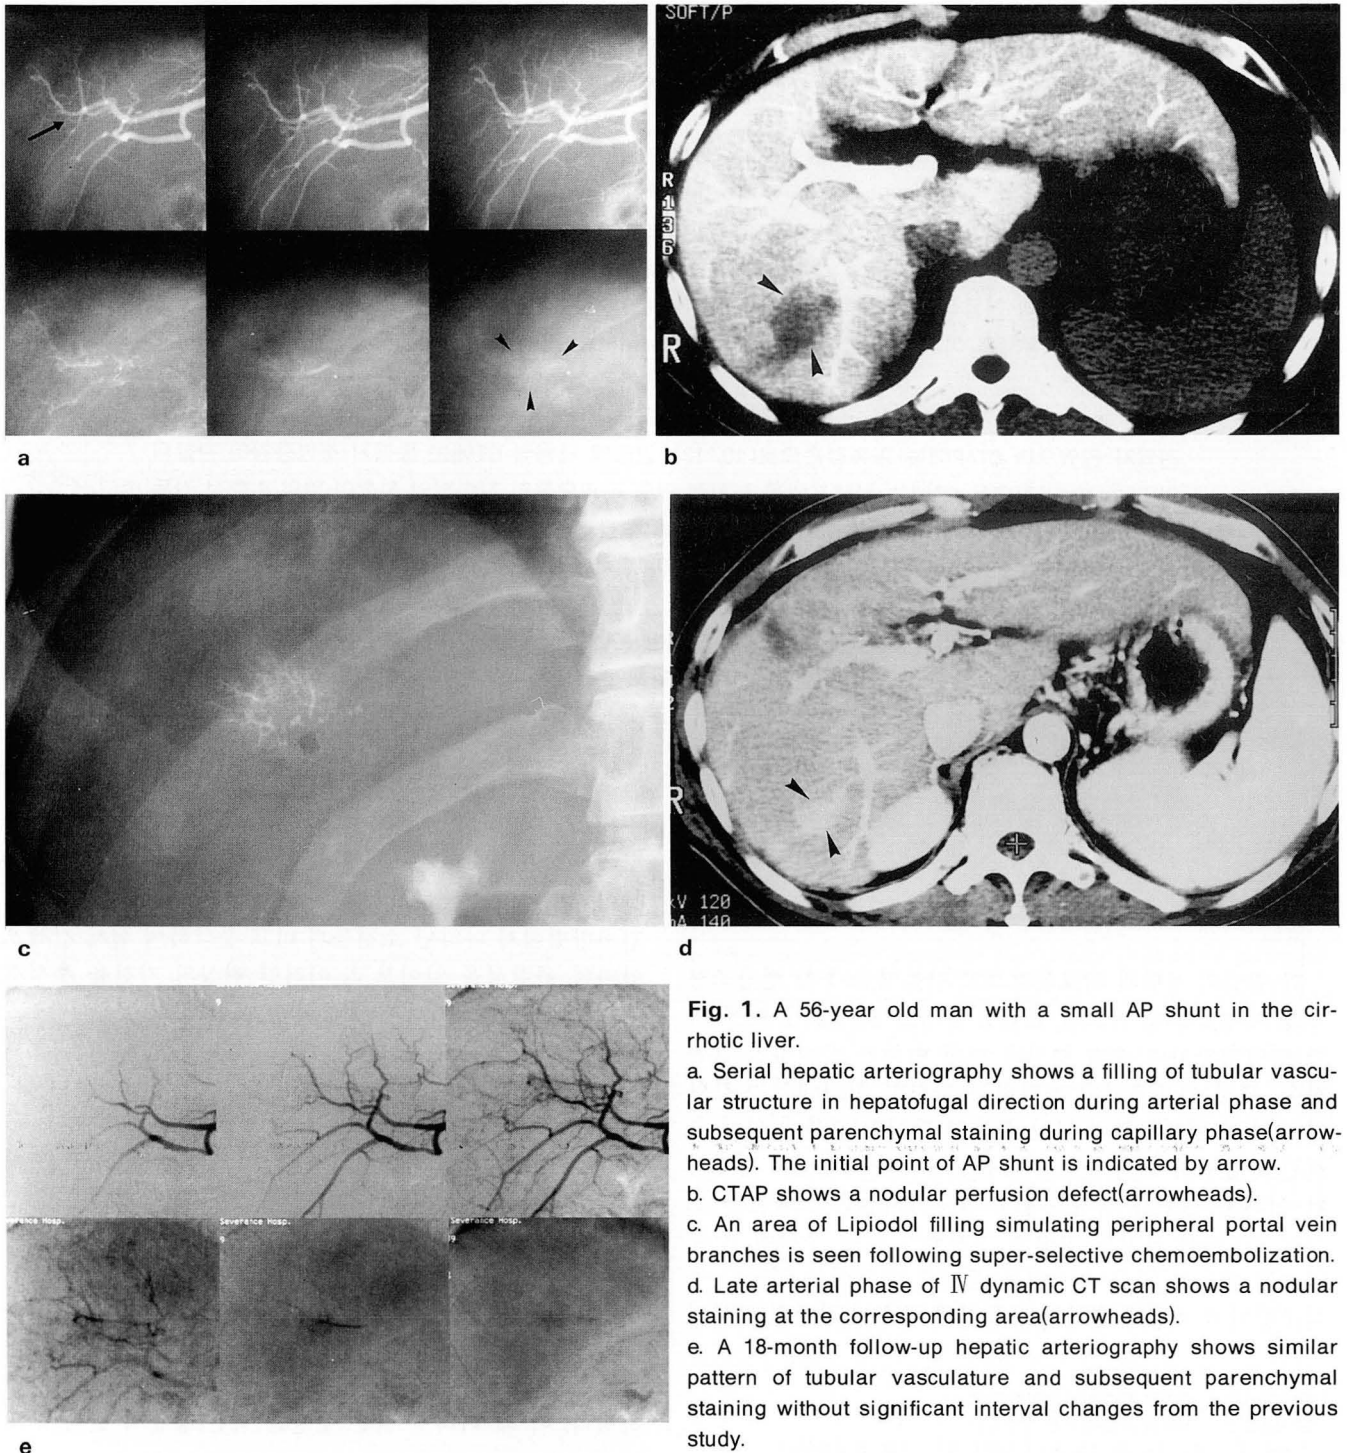 SOFT/P
R
1
3
6
R
a
b
R
kV 120
140
c
d
Severance Hosp.
9
9
Severance Hosp.
Severance Hosp.
9
e
Fig. 1. A 56-year old man with a small AP shunt in the cir-
rhotic liver.
a. Serial hepatic arteriography shows a filling of tubular vascu-
lar structure in hepatofugal direction during arterial phase and
subsequent parenchymal staining during capillary phase(arrow-
heads). The initial point of AP shunt is indicated by arrow.
b. CTAP shows a nodular perfusion defect(arrowheads).
c. An area of Lipiodol filling simulating peripheral portal vein
branches is seen following super-selective chemoembolization.
d. Late arterial phase of Ⅳ dynamic CT scan shows a nodular
staining at the corresponding area(arrowheads).
e. A 18-month follow-up hepatic arteriography shows similar
pattern of tubular vasculature and subsequent parenchymal
staining without significant interval changes from the previous
study.